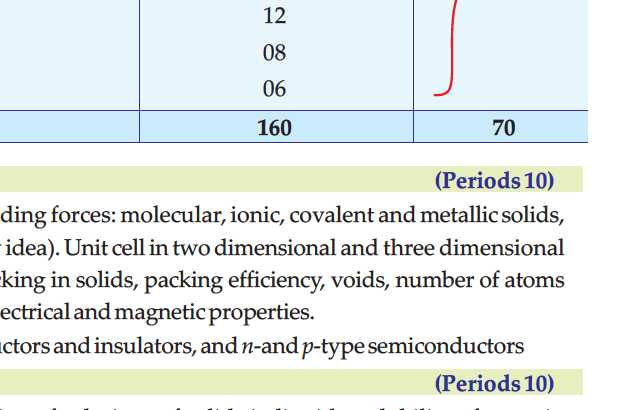 12
08
06
160 70
(Periods 10)
ding forces: molecular, ionic, covalent and metallic solids,
idea). Unit cell in two dimensional and three dimensional
king in solids, packing efficiency, voids, number of atoms
ectrical and magnetic properties.
uctors and insulators, and n-and p-type semiconductors
(Periods 10)